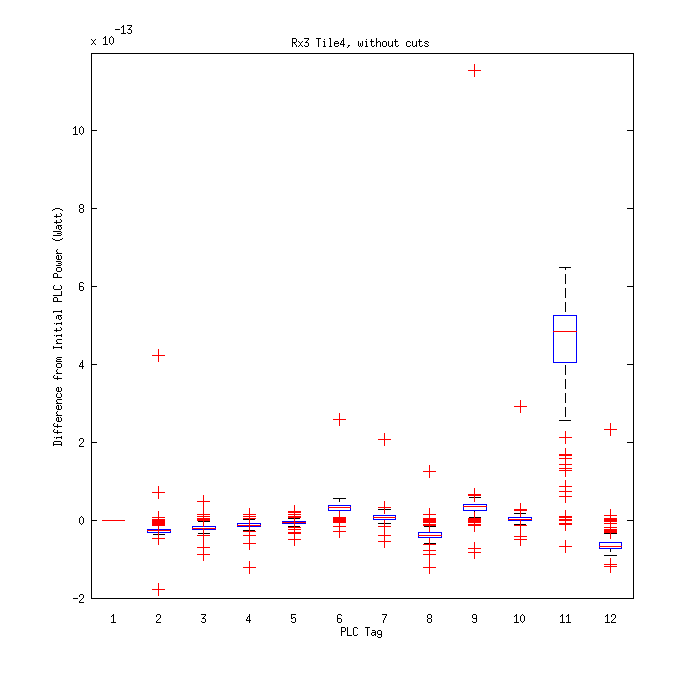 x 10^-13
Rx3 Tile4, without cuts
Difference from Initial PLC Power (Watt)
10
8
6
4
2
0
-2
1 2 3 4 5 6 7 8 9 10 11 12
PLC Tag